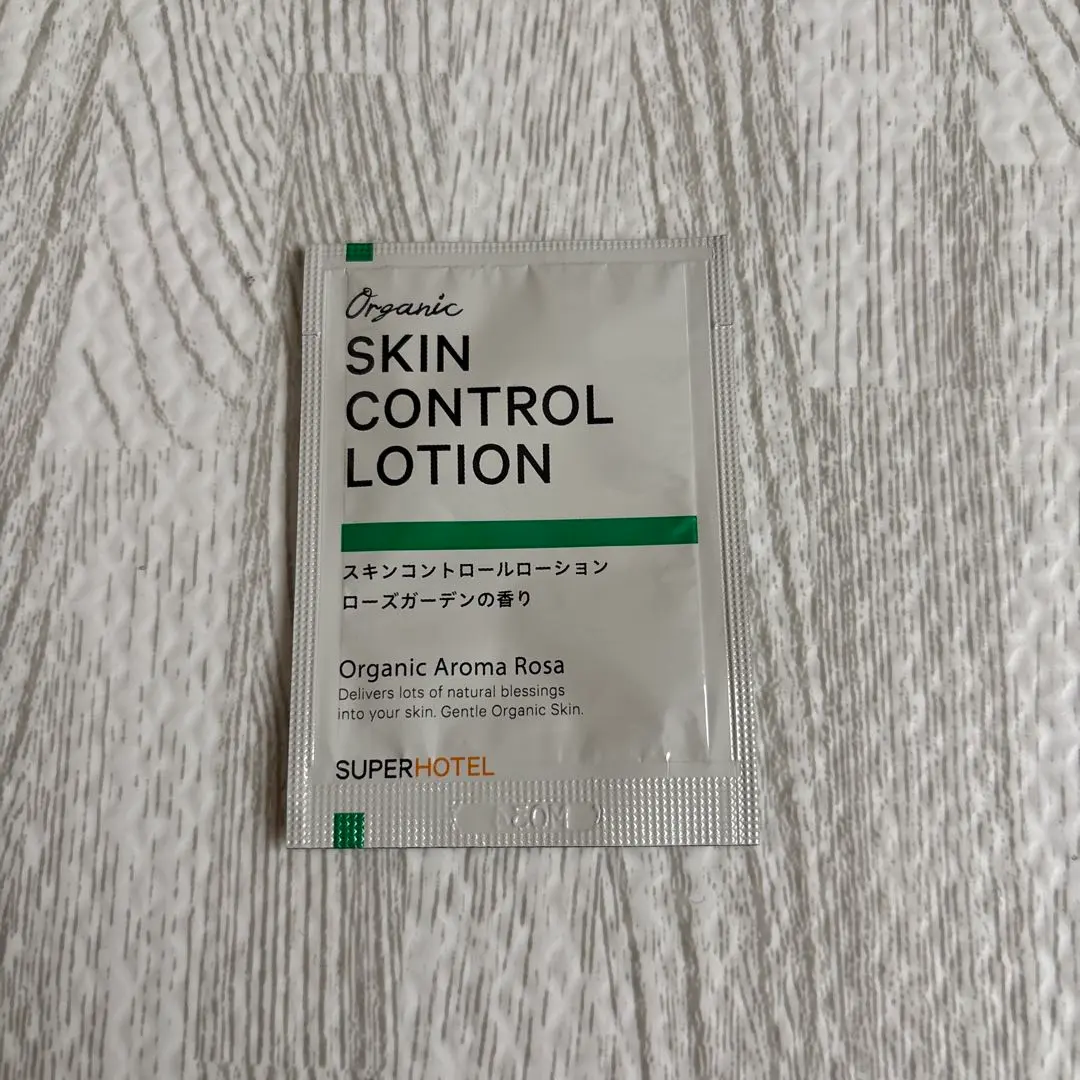 Organic
SKIN
CONTROL
LOTION
スキンコントロールローション
ローズガーデンの香り
Organic Aroma Rosa
Delivers lots of natural blessings
into your skin. Gentle Organic Skin.
SUPERHOTEL